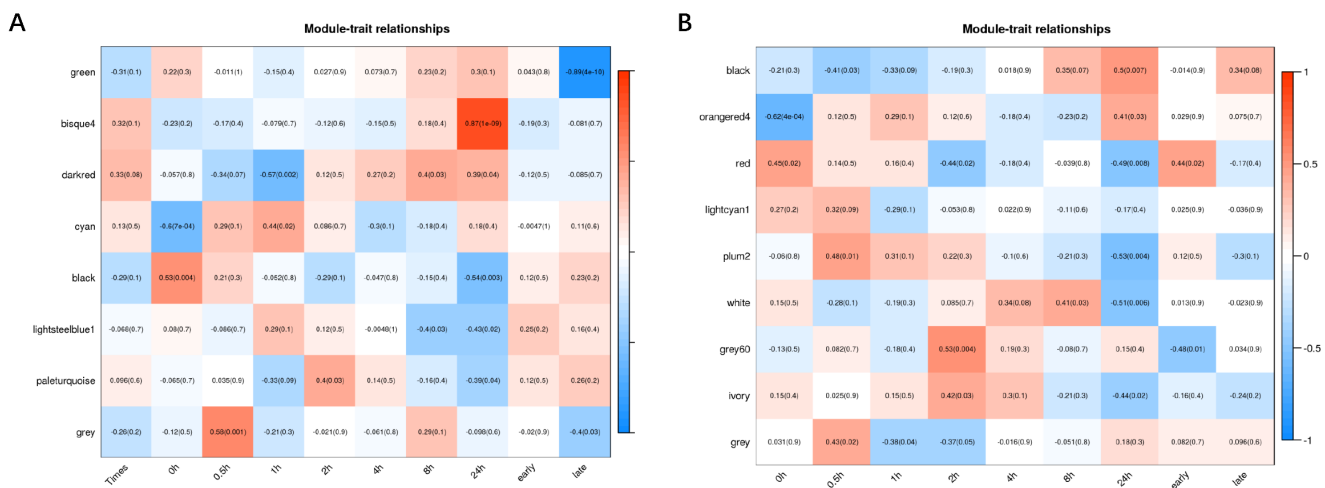 A
Module-trait relationships
green -0.31(0.1) 0.22(0.3) -0.011(1) -0.15(0.4) 0.027(0.9) 0.073(0.7) 0.23(0.2) 0.3(0.1) 0.043(0.8) -0.89(4e-10)
bisque4 0.32(0.1) -0.23(0.2) -0.17(0.4) -0.079(0.7) -0.12(0.6) -0.15(0.5) 0.18(0.4) 0.87(1e-09) -0.19(0.3) -0.081(0.7)
darkred 0.33(0.08) -0.057(0.8) -0.34(0.07) -0.57(0.002) 0.12(0.5) 0.27(0.2) 0.4(0.03) 0.39(0.04) -0.12(0.5) -0.085(0.7)
cyan 0.13(0.5) -0.6(7e-04) 0.29(0.1) 0.44(0.02) 0.086(0.7) -0.3(0.1) -0.18(0.4) 0.18(0.4) -0.0047(1) 0.11(0.6)
black -0.29(0.1) 0.53(0.004) 0.21(0.3) -0.052(0.8) -0.29(0.1) -0.047(0.8) -0.15(0.4) -0.54(0.003) 0.12(0.5) 0.23(0.2)
lightsteelblue1 -0.068(0.7) 0.08(0.7) -0.086(0.7) 0.29(0.1) 0.12(0.5) -0.0048(1) -0.4(0.03) -0.43(0.02) 0.25(0.2) 0.16(0.4)
paleturquoise 0.096(0.6) -0.065(0.7) 0.035(0.9) -0.33(0.09) 0.4(0.03) 0.14(0.5) -0.16(0.4) -0.39(0.04) 0.12(0.5) 0.26(0.2)
grey -0.26(0.2) -0.12(0.5) 0.58(0.001) -0.21(0.3) -0.021(0.9) -0.061(0.8) 0.29(0.1) -0.098(0.6) -0.02(0.9) -0.4(0.03)
Times 0h 0.5h 1h 2h 4h 8h 24h early late
B
Module-trait relationships
black -0.21(0.3) -0.41(0.03) -0.33(0.09) -0.19(0.3) 0.018(0.9) 0.35(0.07) 0.5(0.007) -0.014(0.9) 0.34(0.08)
orangered4 -0.62(4e-04) 0.12(0.5) 0.29(0.1) 0.12(0.6) -0.18(0.4) -0.23(0.2) 0.41(0.03) 0.029(0.9) 0.075(0.7)
red 0.45(0.02) 0.14(0.5) 0.16(0.4) -0.44(0.02) -0.18(0.4) -0.039(0.8) -0.49(0.008) 0.44(0.02) -0.17(0.4)
lightcyan1 0.27(0.2) 0.32(0.09) -0.29(0.1) -0.053(0.8) 0.022(0.9) -0.11(0.6) -0.17(0.4) 0.025(0.9) -0.036(0.9)
plum2 -0.06(0.8) 0.48(0.01) 0.31(0.1) 0.22(0.3) -0.1(0.6) -0.21(0.3) -0.53(0.004) 0.12(0.5) -0.3(0.1)
white 0.15(0.5) -0.28(0.1) -0.19(0.3) 0.085(0.7) 0.34(0.08) 0.41(0.03) -0.51(0.006) 0.013(0.9) -0.023(0.9)
grey60 -0.13(0.5) 0.082(0.7) -0.18(0.4) 0.53(0.004) 0.19(0.3) -0.08(0.7) 0.15(0.4) -0.48(0.01) 0.034(0.9)
ivory 0.15(0.4) 0.025(0.9) 0.15(0.5) 0.42(0.03) 0.3(0.1) -0.21(0.3) -0.44(0.02) -0.16(0.4) -0.24(0.2)
grey 0.031(0.9) 0.43(0.02) -0.38(0.04) -0.37(0.05) -0.016(0.9) -0.051(0.8) 0.18(0.3) 0.082(0.7) 0.096(0.6)
0h 0.5h 1h 2h 4h 8h 24h early late
1
0.5
0
-0.5
-1